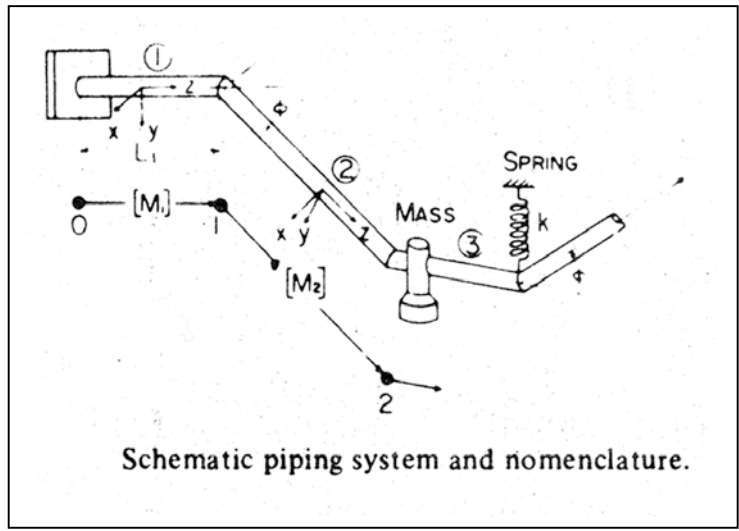 ①
z
x y
L₁
¢
②
SPRING
[M₁]
0 1
x y z
MASS
③
k
¢
[M₂]
2
Schematic piping system and nomenclature.